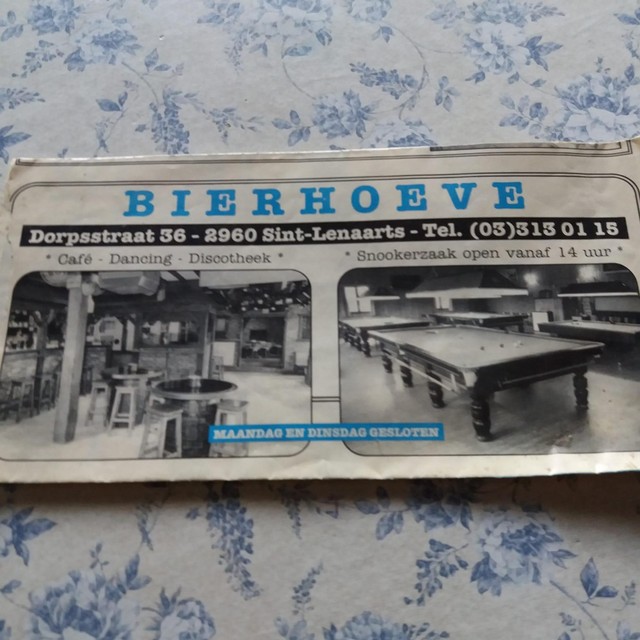 BIERHOEVE
Dorpsstraat 36 - 2960 Sint-Lenaarts - Tel. (03)313 01 15
* Café - Dancing - Discotheek *
* Snookerzaak open vanaf 14 uur *
MAANDAG EN DINSDAG GESLOTEN